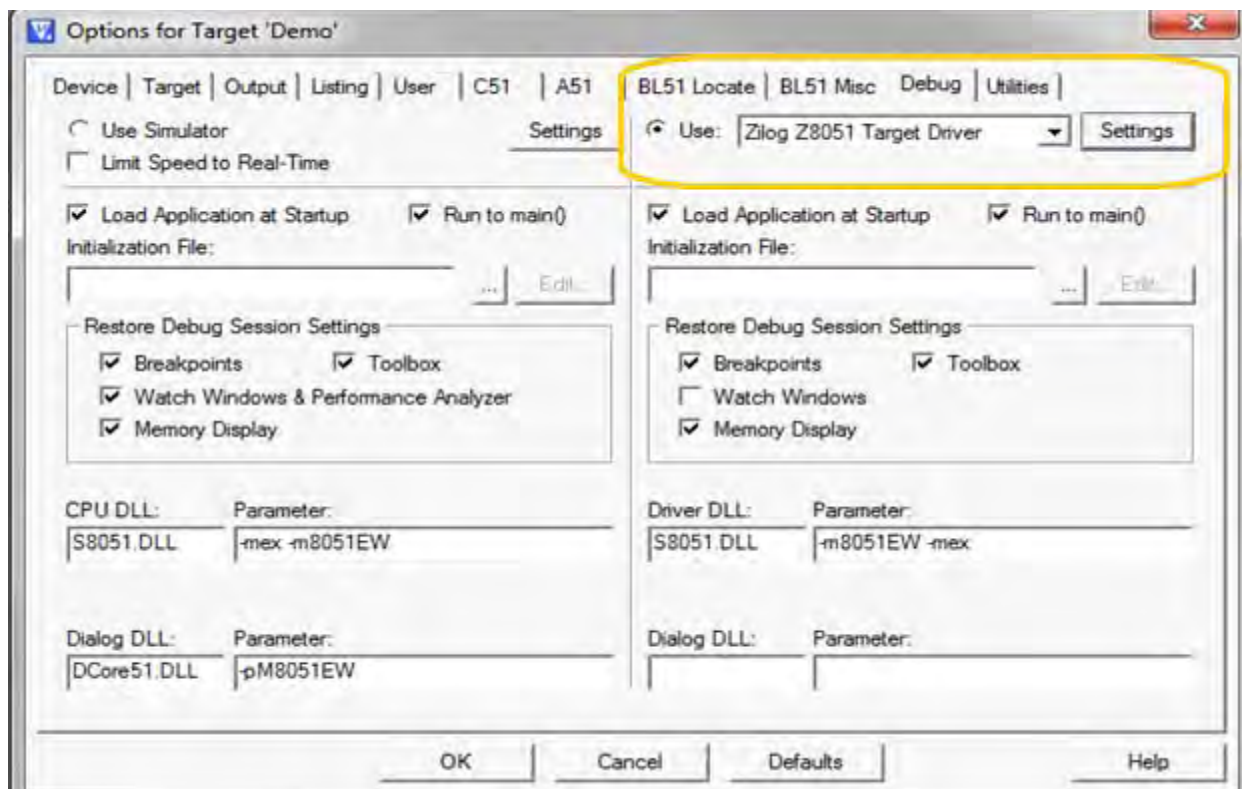 Options for Target 'Demo'
Device | Target | Output | Listing | User | C51 | A51 | BL51 Locate | BL51 Misc | Debug | Utilities
Use Simulator Settings
Limit Speed to Real-Time
Use: Zilog Z8051 Target Driver Settings
Load Application at Startup Run to main()
Initialization File:
... Edit...
Restore Debug Session Settings
Breakpoints Toolbox
Watch Windows & Performance Analyzer
Memory Display
CPU DLL: Parameter:
S8051.DLL -mex -m8051EW
Dialog DLL: Parameter:
DCore51.DLL -pM8051EW
Load Application at Startup Run to main()
Initialization File:
... Edit...
Restore Debug Session Settings
Breakpoints Toolbox
Watch Windows
Memory Display
Driver DLL: Parameter:
S8051.DLL -m8051EW -mex
Dialog DLL: Parameter:
OK Cancel Defaults Help